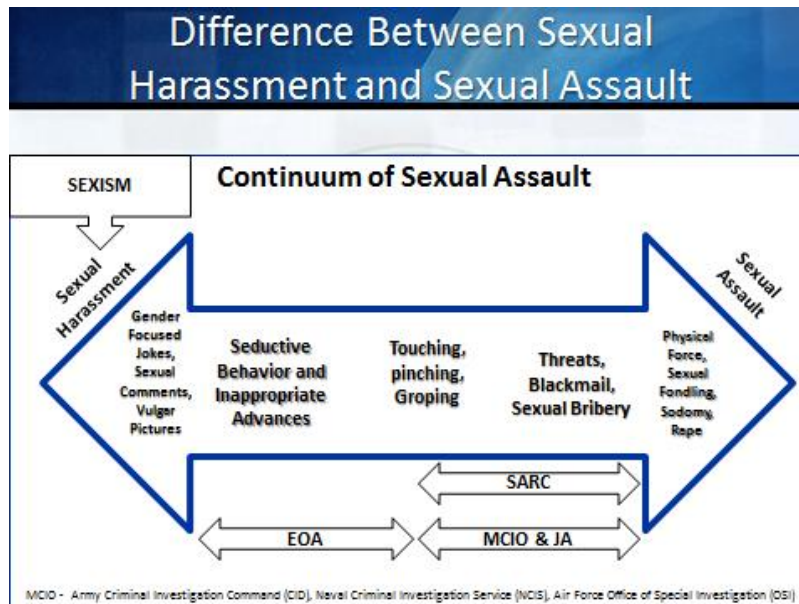 Difference Between Sexual
Harassment and Sexual Assault
SEXISM
Continuum of Sexual Assault
Sexual
Harassment
Gender
Focused
Jokes,
Sexual
Comments,
Vulgar
Pictures
Seductive
Behavior and
Inappropriate
Advances
Touching,
pinching,
Groping
Threats,
Blackmail,
Sexual Bribery
Physical
Force,
Sexual
Fondling,
Sodomy,
Rape
Sexual
Assault
SARC
EOA
MCIO & JA
MCIO - Army Criminal Investigation Command (CID), Naval Criminal Investigation Service (NCIS), Air Force Office of Special Investigation (OSI)